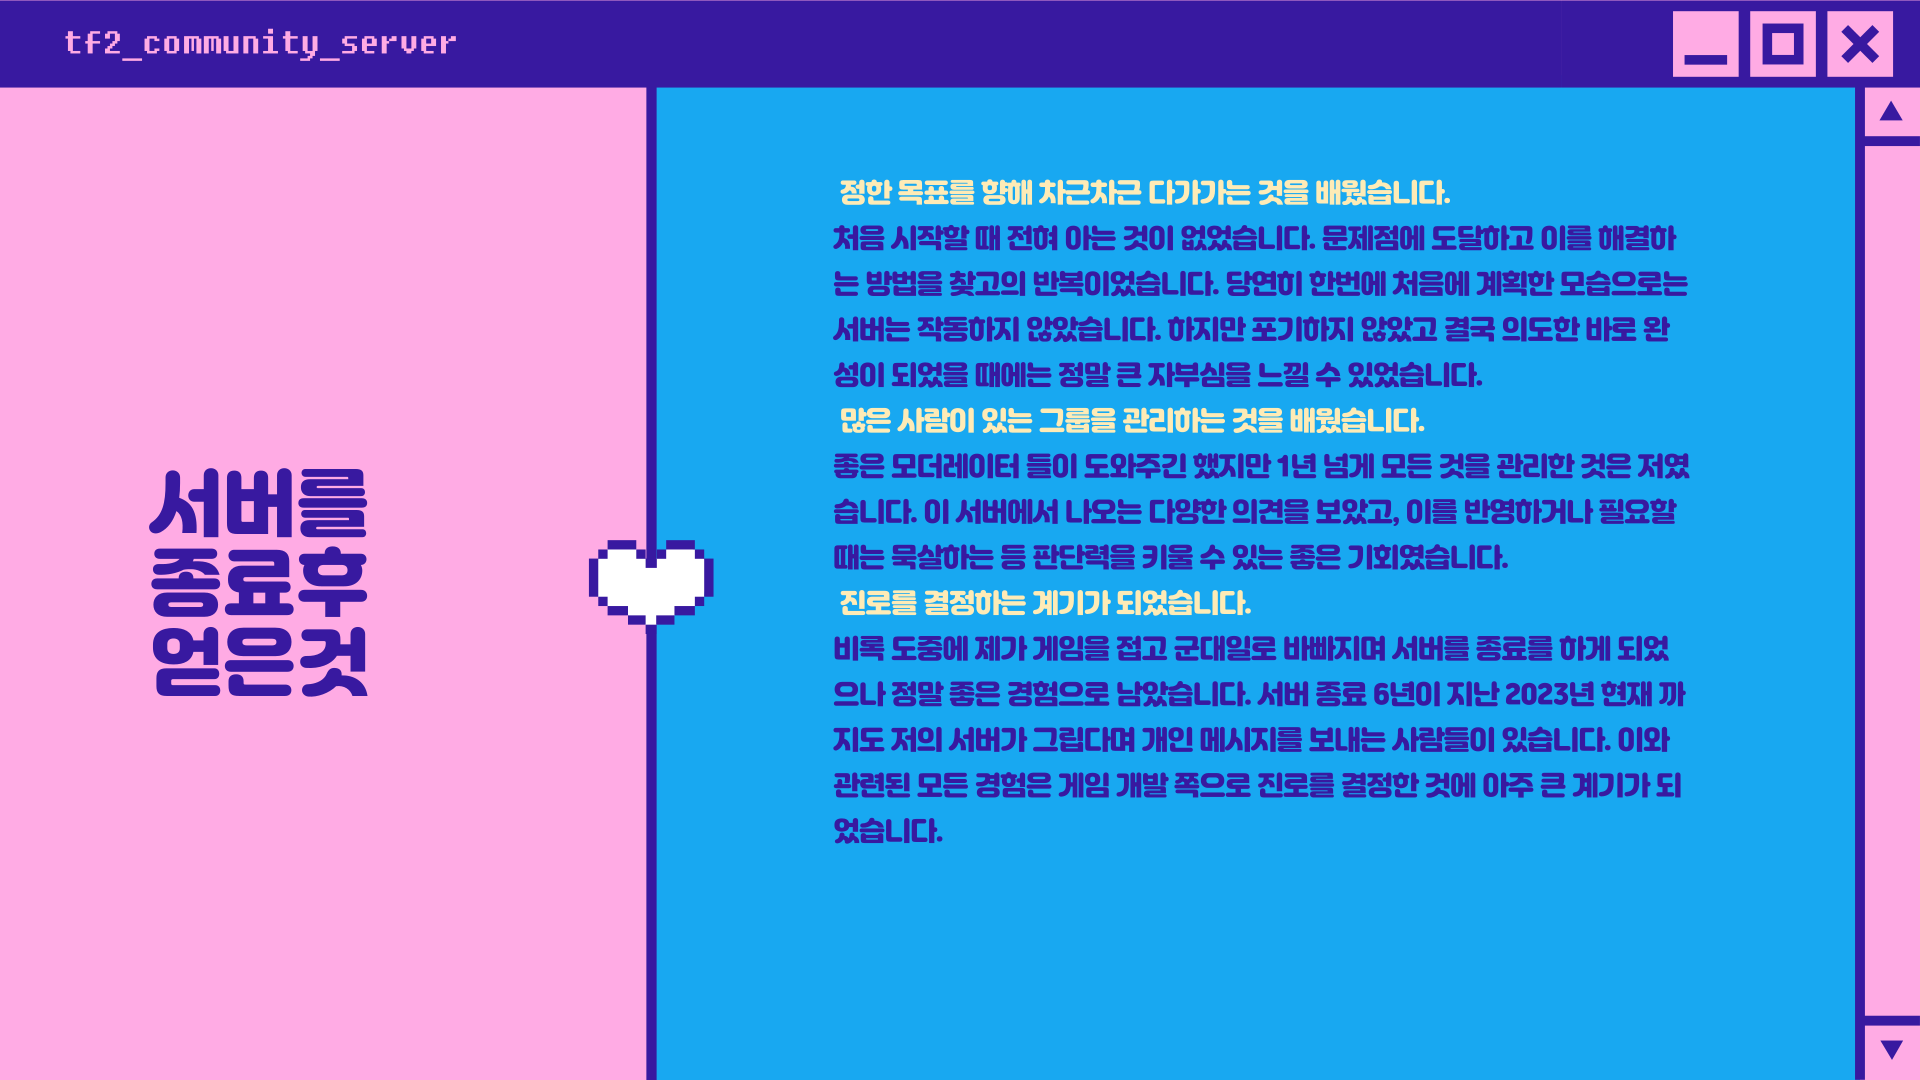 tf2_community_server
서버를
종료후
얻은것
정한 목표를 향해 차근차근 다가가는 것을 배웠습니다.
처음 시작할 때 전혀 아는 것이 없었습니다. 문제점에 도달하고 이를 해결하
는 방법을 찾고의 반복이었습니다. 당연히 한번에 처음에 계획한 모습으로는
서버는 작동하지 않았습니다. 하지만 포기하지 않았고 결국 의도한 바로 완
성이 되었을 때에는 정말 큰 자부심을 느낄 수 있었습니다.
많은 사람이 있는 그룹을 관리하는 것을 배웠습니다.
좋은 모더레이터 들이 도와주긴 했지만 1년 넘게 모든 것을 관리한 것은 저였
습니다. 이 서버에서 나오는 다양한 의견을 보았고, 이를 반영하거나 필요할
때는 묵살하는 등 판단력을 키울 수 있는 좋은 기회였습니다.
진로를 결정하는 계기가 되었습니다.
비록 도중에 제가 게임을 접고 군대일로 바빠지며 서버를 종료를 하게 되었
으나 정말 좋은 경험으로 남았습니다. 서버 종료 6년이 지난 2023년 현재 까
지도 저의 서버가 그립다며 개인 메시지를 보내는 사람들이 있습니다. 이와
관련된 모든 경험은 게임 개발 쪽으로 진로를 결정한 것에 아주 큰 계기가 되
었습니다.